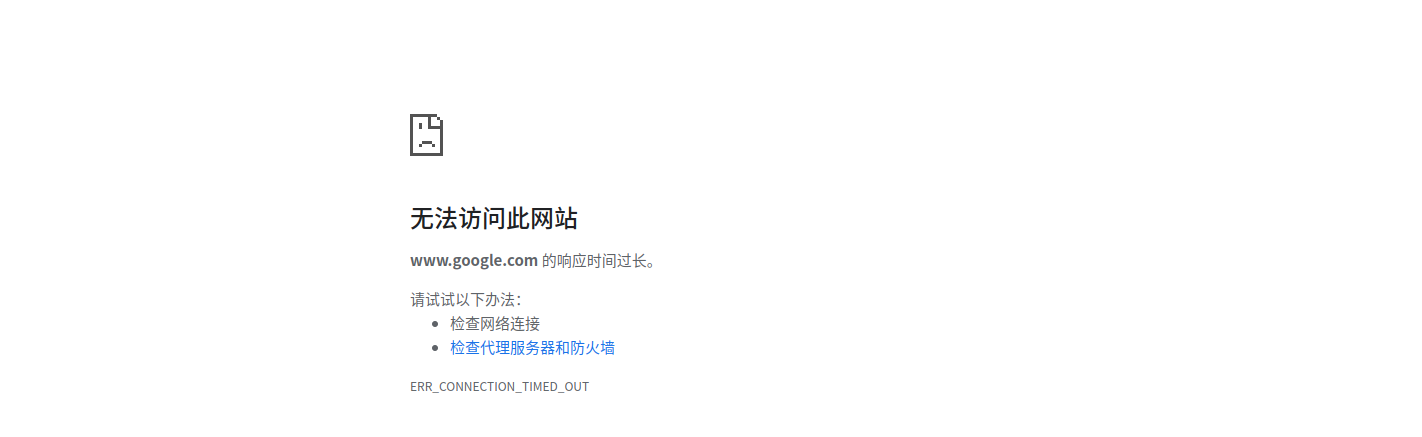 无法访问此网站
www.google.com 的响应时间过长。
请试试以下办法：
检查网络连接
检查代理服务器和防火墙
ERR_CONNECTION_TIMED_OUT